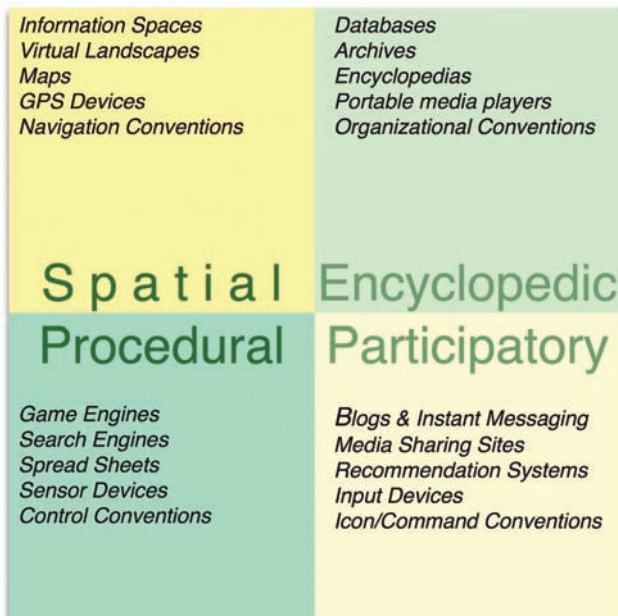 Information Spaces
Virtual Landscapes
Maps
GPS Devices
Navigation Conventions
Databases
Archives
Encyclopedias
Portable media players
Organizational Conventions
Spatial
Encyclopedic
Procedural
Participatory
Game Engines
Search Engines
Spread Sheets
Sensor Devices
Control Conventions
Blogs & Instant Messaging
Media Sharing Sites
Recommendation Systems
Input Devices
Icon/Command Conventions